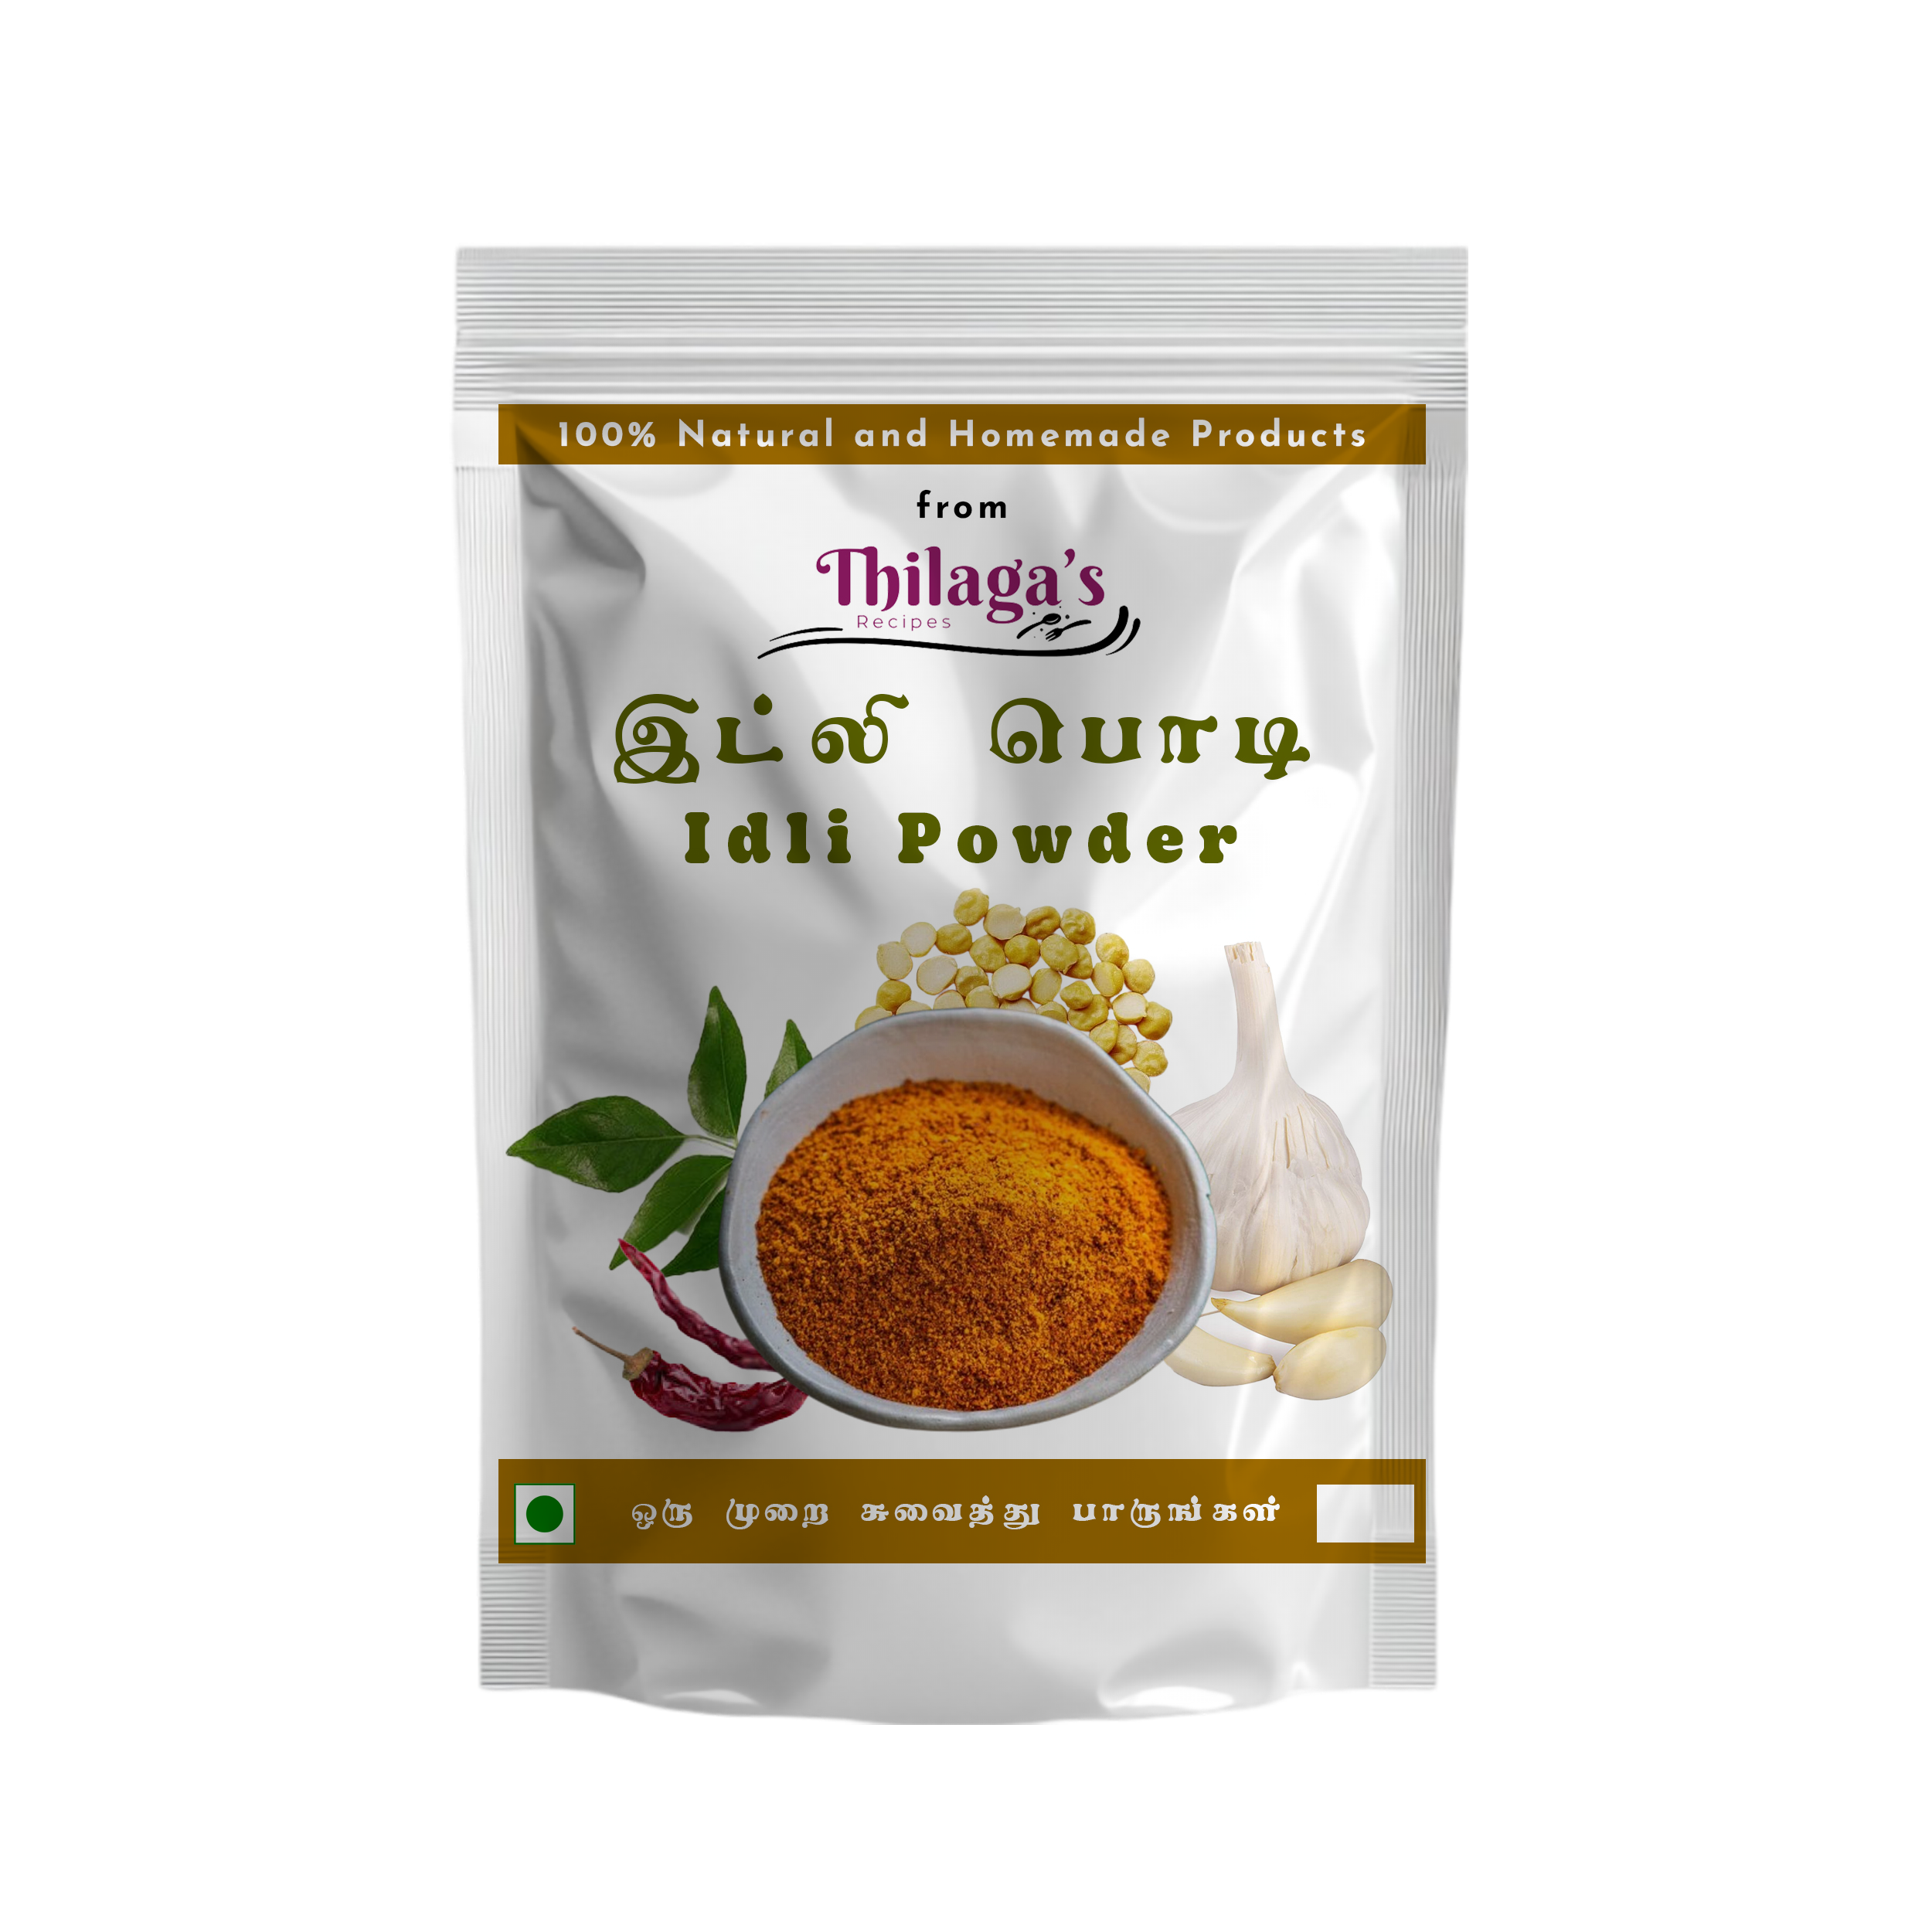 100% Natural and Homemade Products
from
Thilaga's
Recipes
இட்லி பொடி
Idli Powder
ஒரு முறை சுவைத்து பாருங்கள்